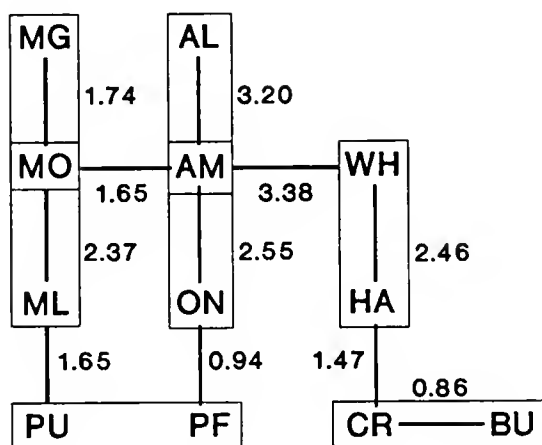 MG AL
1.74 3.20
MO AM WH
1.65 3.38
2.37 2.55 2.46
ML ON HA
1.65 0.94 1.47
0.86
PU PF CR BU